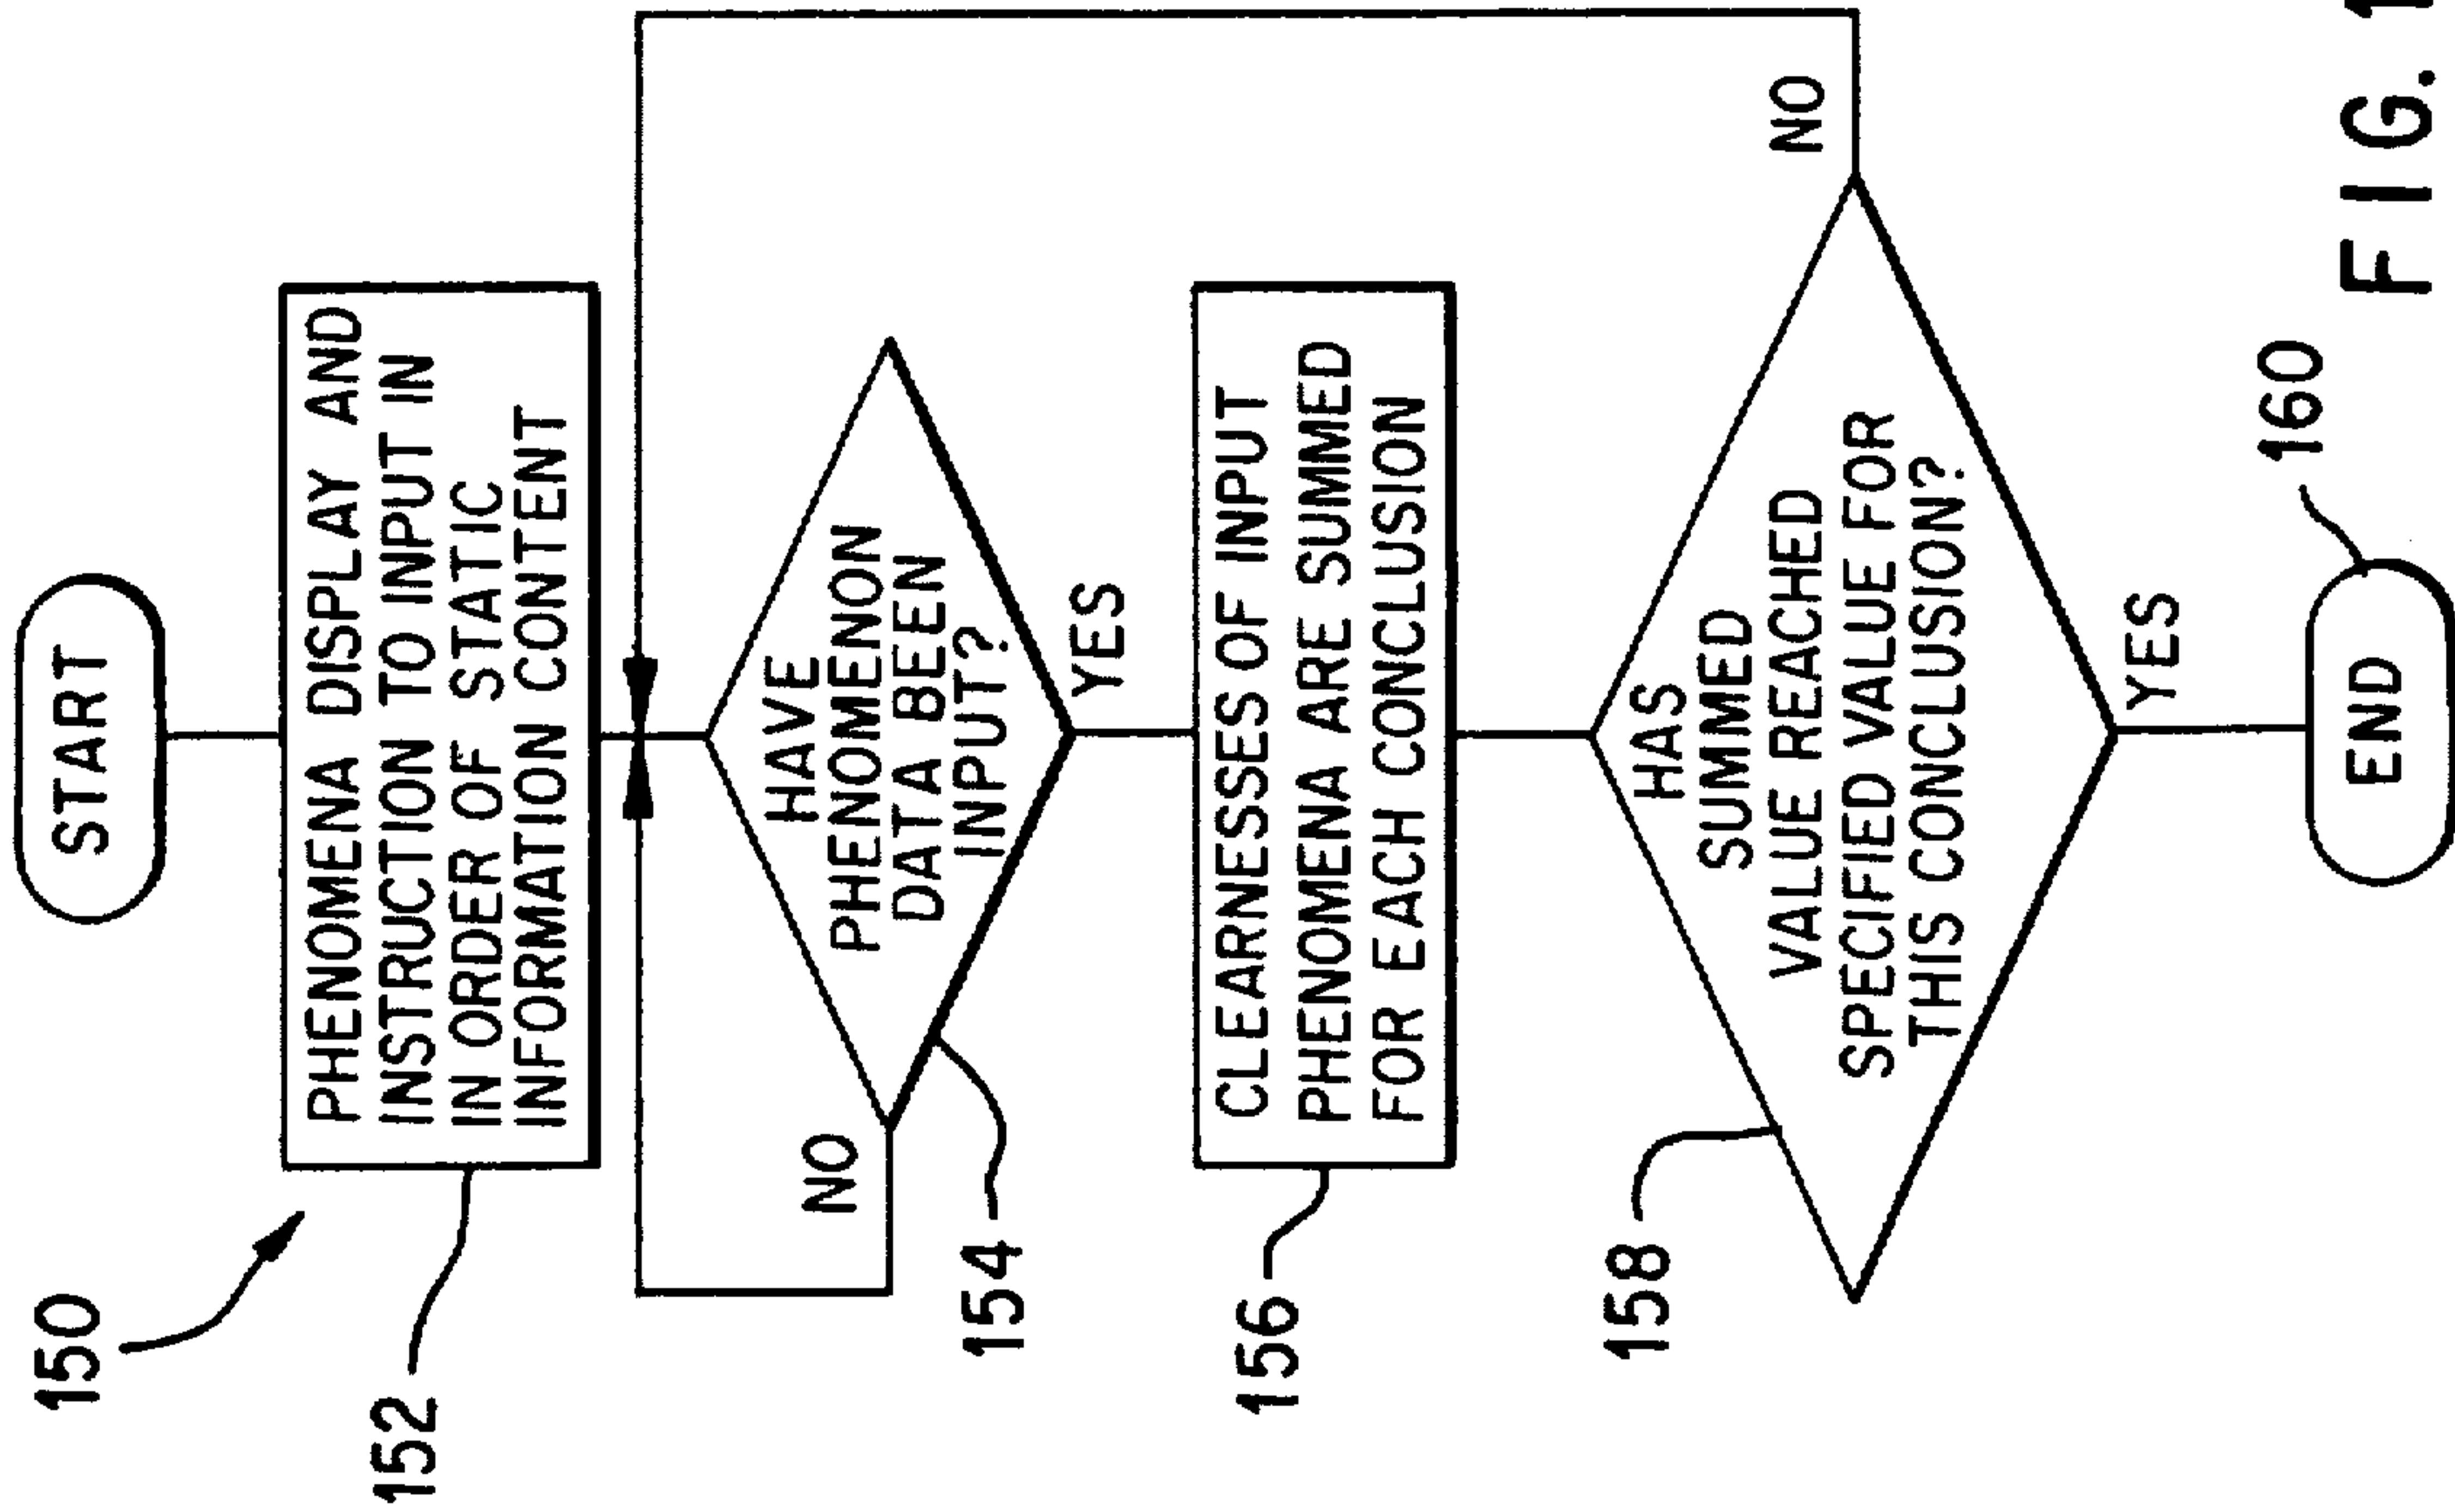 150
START
152
PHENOMENA DISPLAY AND
INSTRUCTION TO INPUT IN
IN ORDER OF STATIC
INFORMATION CONTENT
NO
HAVE
PHENOMENON
DATA BEEN
INPUT?
154
YES
156
CLEARNESSES OF INPUT
PHENOMENA ARE SUMMED
FOR EACH CONCLUSION
158
HAS
SUMMED
VALUE REACHED
SPECIFIED VALUE FOR
THIS CONCLUSION?
NO
YES
160
END
FIG. 1